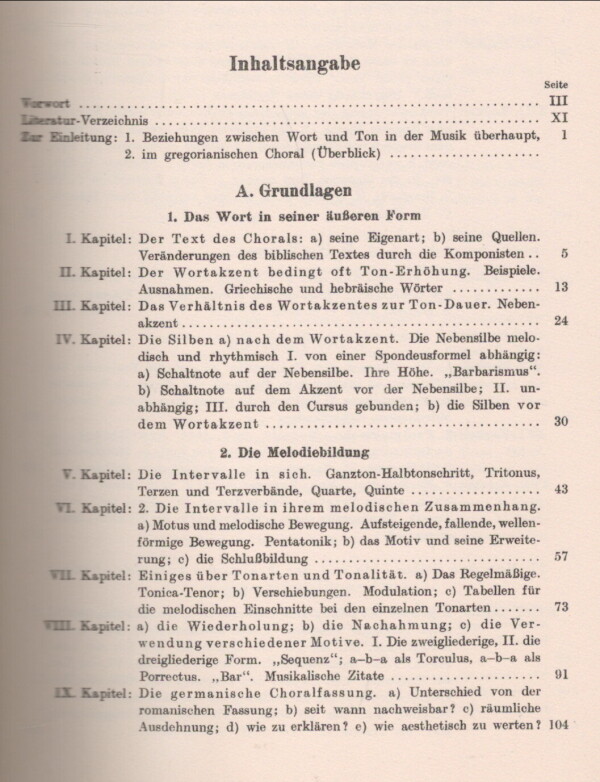 Inhaltsangabe
Seite
Vorwort ........................................ III
Literatur-Verzeichnis ........................................ XI
Zur Einleitung: 1. Beziehungen zwischen Wort und Ton in der Musik überhaupt, 1
2. im gregorianischen Choral (Überblick) ..................
A. Grundlagen
1. Das Wort in seiner äußeren Form
I. Kapitel: Der Text des Chorals: a) seine Eigenart; b) seine Quellen.
Veränderungen des biblischen Textes durch die Komponisten .. 5
II. Kapitel: Der Wortakzent bedingt oft Ton-Erhöhung. Beispiele.
Ausnahmen. Griechische und hebräische Wörter ............ 13
III. Kapitel: Das Verhältnis des Wortakzentes zur Ton-Dauer. Neben-
akzent ........................................ 24
IV. Kapitel: Die Silben a) nach dem Wortakzent. Die Nebensilbe melo-
disch und rhythmisch I. von einer Spondeusformel abhängig:
a) Schaltnote auf der Nebensilbe. Ihre Höhe. „Barbarismus“.
b) Schaltnote auf dem Akzent vor der Nebensilbe; II. un-
abhängig; III. durch den Cursus gebunden; b) die Silben vor
dem Wortakzent .............................. 30
2. Die Melodiebildung
V. Kapitel: Die Intervalle in sich. Ganzton-Halbtonschritt, Tritonus,
Terzen und Terzverbände, Quarte, Quinte .................. 43
VI. Kapitel: 2. Die Intervalle in ihrem melodischen Zusammenhang.
a) Motus und melodische Bewegung. Aufsteigende, fallende, wellen-
förmige Bewegung. Pentatonik; b) das Motiv und seine Erweite-
rung; c) die Schlußbildung .............................. 57
VII. Kapitel: Einiges über Tonarten und Tonalität. a) Das Regelmäßige.
Tonica-Tenor; b) Verschiebungen. Modulation; c) Tabellen für
die melodischen Einschnitte bei den einzelnen Tonarten ....... 73
VIII. Kapitel: a) die Wiederholung; b) die Nachahmung; c) die Ver-
wendung verschiedener Motive. I. Die zweigliederige, II. die
dreigliederige Form. „Sequenz“; a–b–a als Torculus, a–b–a als
Porrectus. „Bar“. Musikalische Zitate ..................... 91
IX. Kapitel: Die germanische Choralfassung. a) Unterschied von der
romanischen Fassung; b) seit wann nachweisbar? c) räumliche
Ausdehnung; d) wie zu erklären? e) wie aesthetisch zu werten? 104